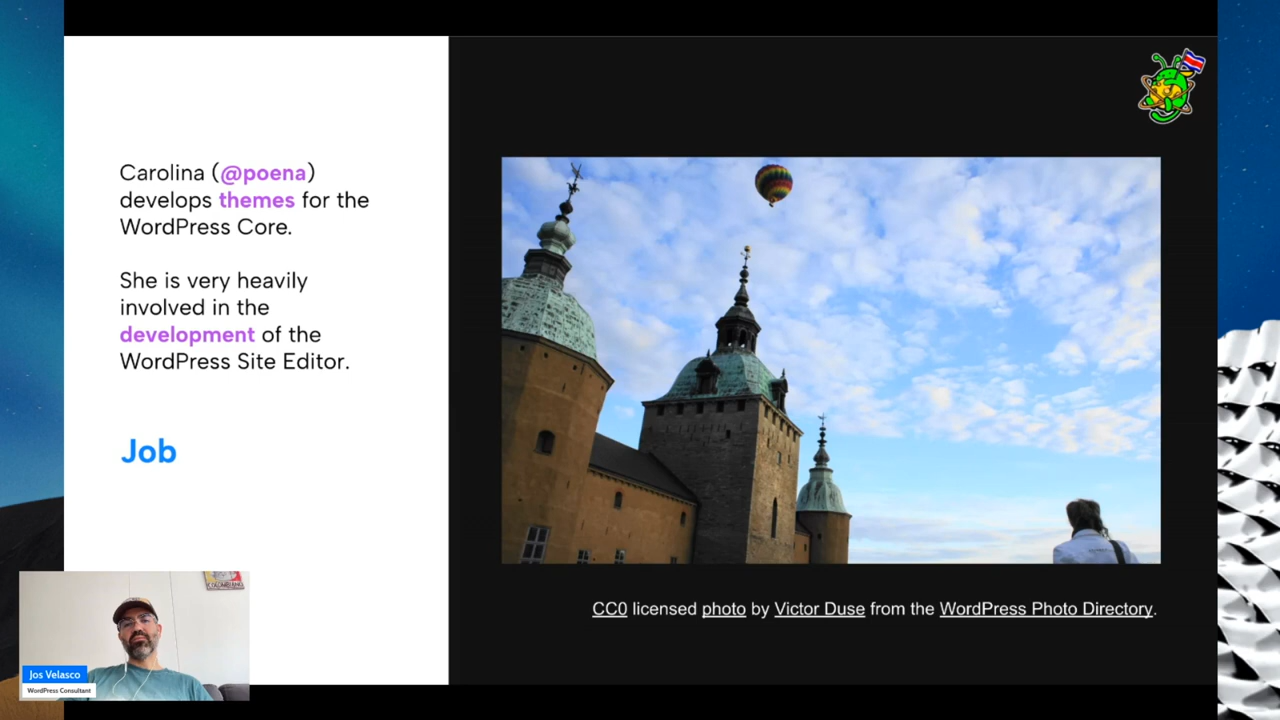 Carolina (@poena)
develops themes for the
WordPress Core.
She is very heavily
involved in the
development of the
WordPress Site Editor.
Job
CC0 licensed photo by Victor Duse from the WordPress Photo Directory.
Jos Velasco
WordPress Consultant